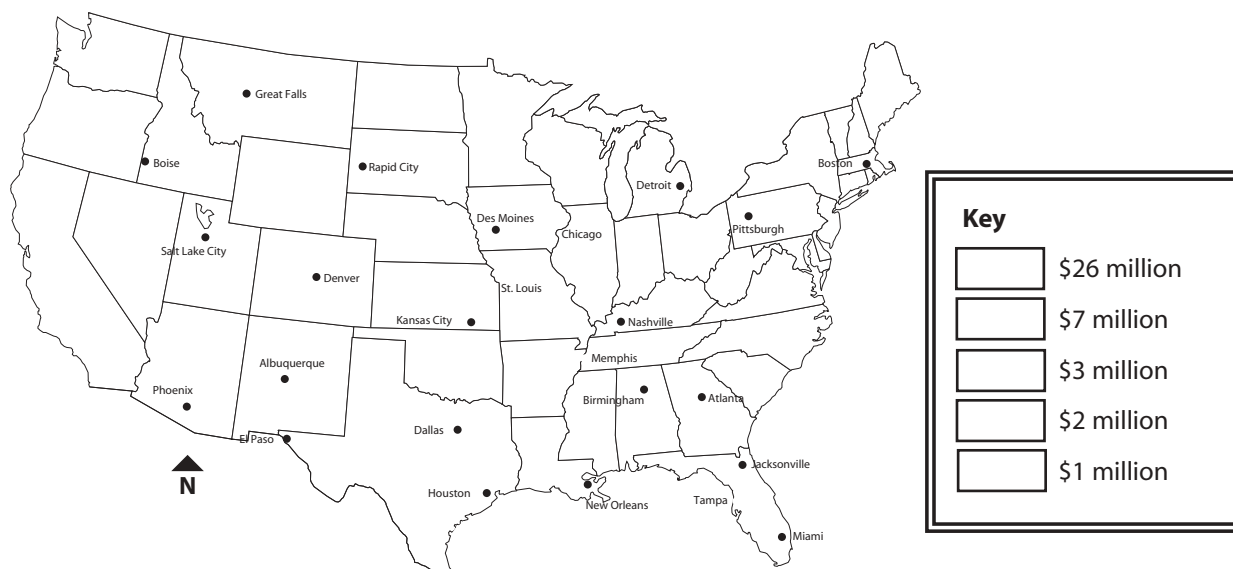 Great Falls
Boise
Rapid City
Boston
Detroit
Des Moines
Pittsburgh
Chicago
Salt Lake City
Denver
St. Louis
Kansas City
Nashville
Albuquerque
Memphis
Phoenix
Birmingham
Atlanta
Dallas
El Paso
Jacksonville
N
Houston
New Orleans
Tampa
Miami
Key
$26 million
$7 million
$3 million
$2 million
$1 million